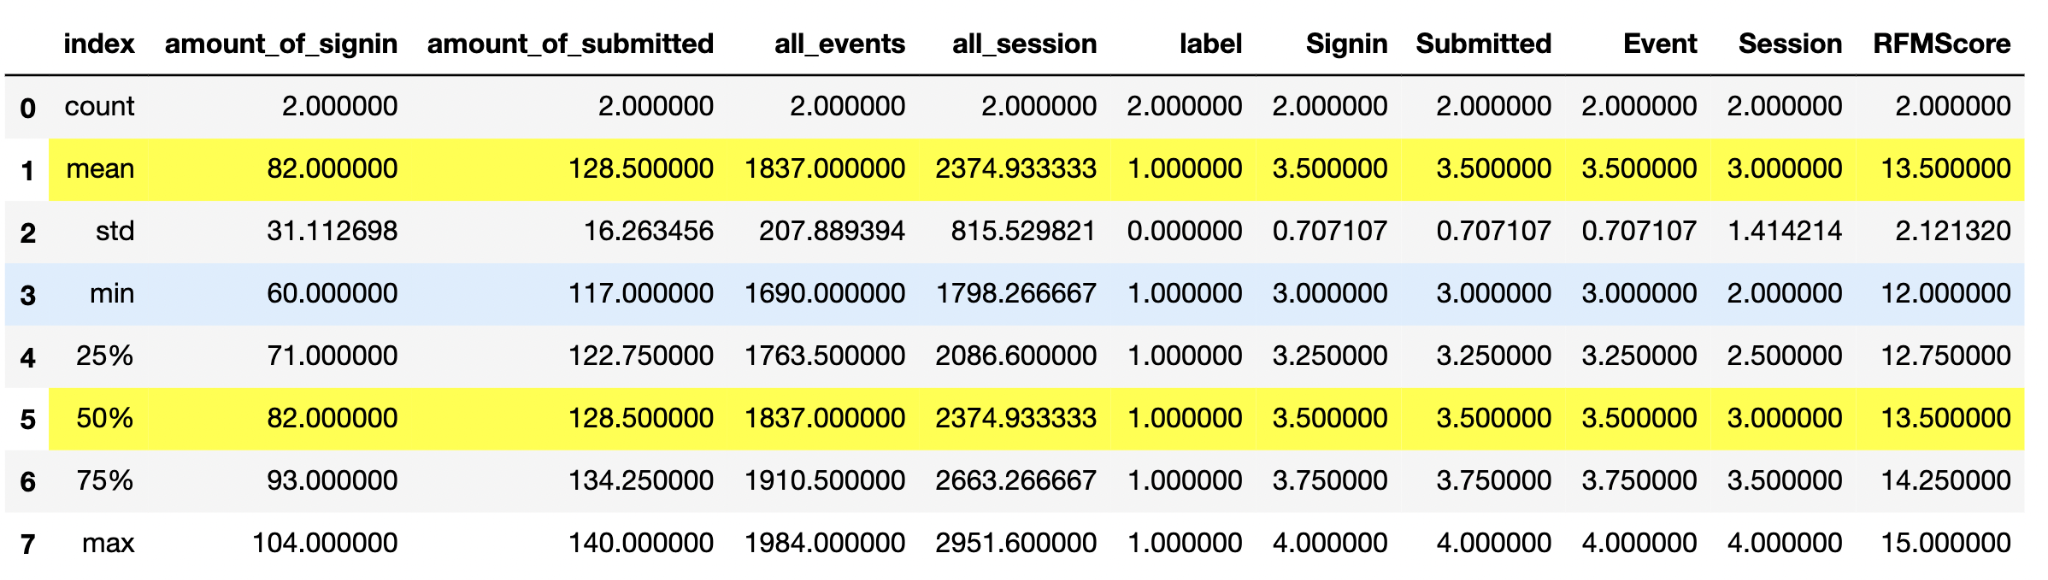 index amount_of_signin amount_of_submitted all_events all_session label Signin Submitted Event Session RFMScore
0 count 2.000000 2.000000 2.000000 2.000000 2.000000 2.000000 2.000000 2.000000 2.000000 2.000000
1 mean 82.000000 128.500000 1837.000000 2374.933333 1.000000 3.500000 3.500000 3.500000 3.000000 13.500000
2 std 31.112698 16.263456 207.889394 815.529821 0.000000 0.707107 0.707107 0.707107 1.414214 2.121320
3 min 60.000000 117.000000 1690.000000 1798.266667 1.000000 3.000000 3.000000 3.000000 2.000000 12.000000
4 25% 71.000000 122.750000 1763.500000 2086.600000 1.000000 3.250000 3.250000 3.250000 2.500000 12.750000
5 50% 82.000000 128.500000 1837.000000 2374.933333 1.000000 3.500000 3.500000 3.500000 3.000000 13.500000
6 75% 93.000000 134.250000 1910.500000 2663.266667 1.000000 3.750000 3.750000 3.750000 3.500000 14.250000
7 max 104.000000 140.000000 1984.000000 2951.600000 1.000000 4.000000 4.000000 4.000000 4.000000 15.000000